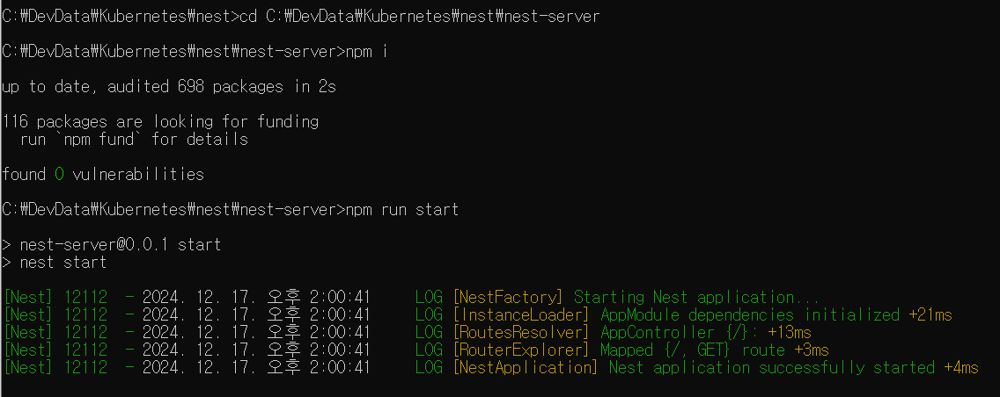 C:₩DevData₩Kubernetes₩nest>cd C:₩DevData₩Kubernetes₩nest₩nest-server
C:₩DevData₩Kubernetes₩nest₩nest-server>npm i
up to date, audited 698 packages in 2s
116 packages are looking for funding
  run `npm fund` for details
found 0 vulnerabilities
C:₩DevData₩Kubernetes₩nest₩nest-server>npm run start
> nest-server@0.0.1 start
> nest start
[Nest] 12112  - 2024. 12. 17. 오후 2:00:41     LOG [NestFactory] Starting Nest application...
[Nest] 12112  - 2024. 12. 17. 오후 2:00:41     LOG [InstanceLoader] AppModule dependencies initialized +21ms
[Nest] 12112  - 2024. 12. 17. 오후 2:00:41     LOG [RoutesResolver] AppController {/}: +13ms
[Nest] 12112  - 2024. 12. 17. 오후 2:00:41     LOG [RouterExplorer] Mapped {/, GET} route +3ms
[Nest] 12112  - 2024. 12. 17. 오후 2:00:41     LOG [NestApplication] Nest application successfully started +4ms